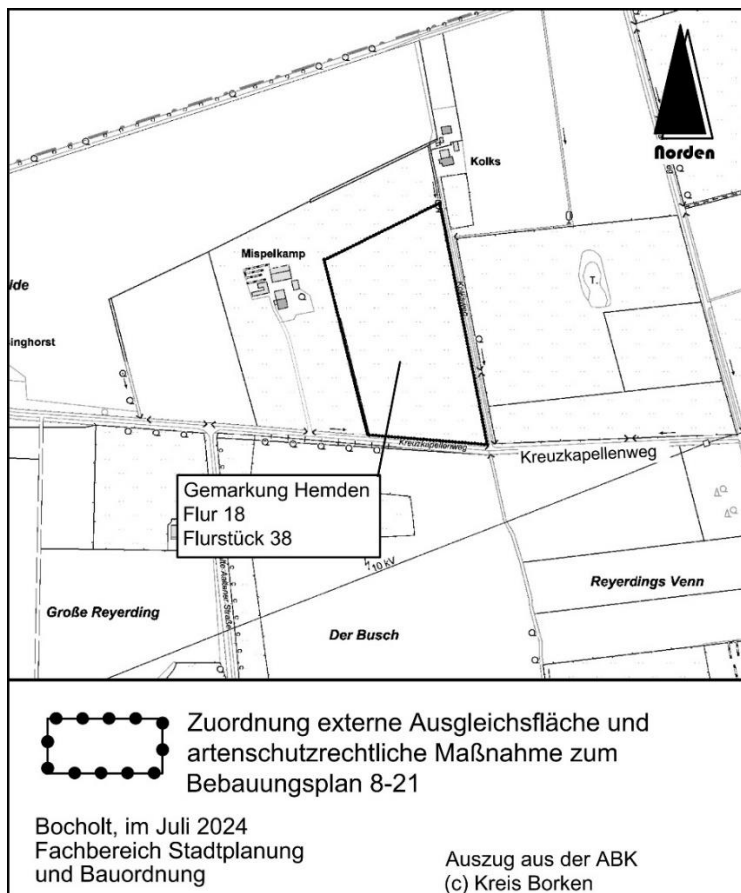 Norden
Kolks
Mispelkamp
ide
inghorst
T.
Kreuzkapellenweg
Kreuzkapellenweg
Gemarkung Hemden
Flur 18
Flurstück 38
10 kV
Reyerdings Venn
Große Reyerding
Der Busch
Zuordnung externe Ausgleichsfläche und
artenschutzrechtliche Maßnahme zum
Bebauungsplan 8-21
Bocholt, im Juli 2024
Fachbereich Stadtplanung
und Bauordnung
Auszug aus der ABK
(c) Kreis Borken